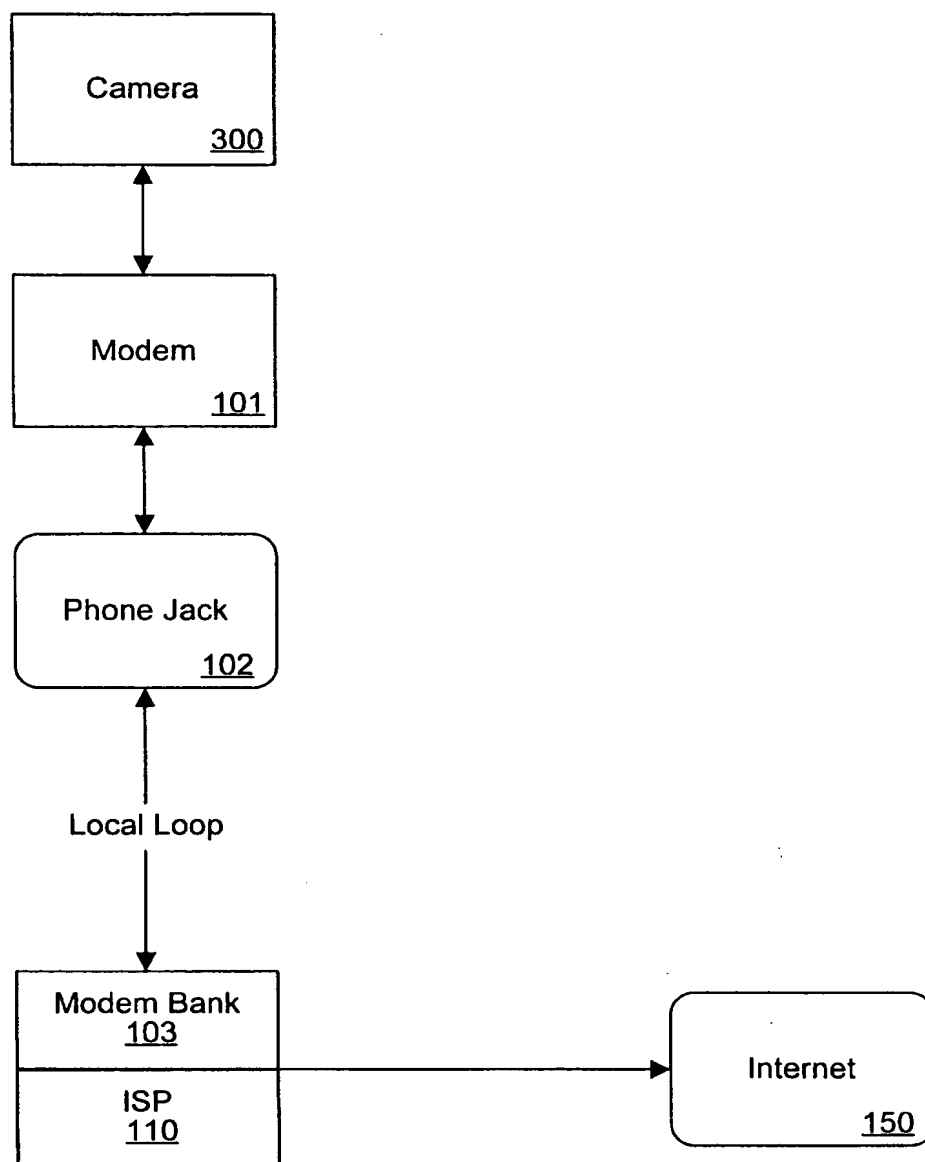 Camera
300
Modem
101
Phone Jack
102
Local Loop
Modem Bank
103
ISP
110
Internet
150